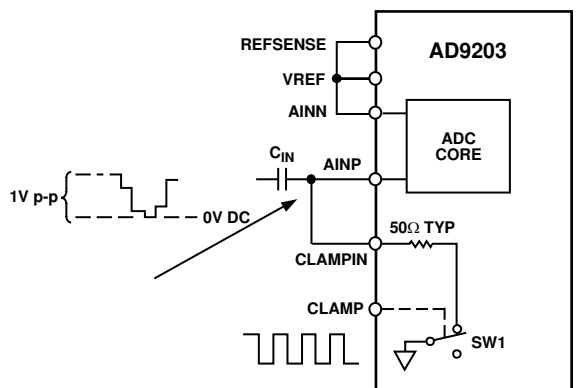 REFSENSE
AD9203
VREF
AINN
ADC
CORE
C_IN
AINP
1V p-p
0V DC
50Ω TYP
CLAMPIN
CLAMP
SW1